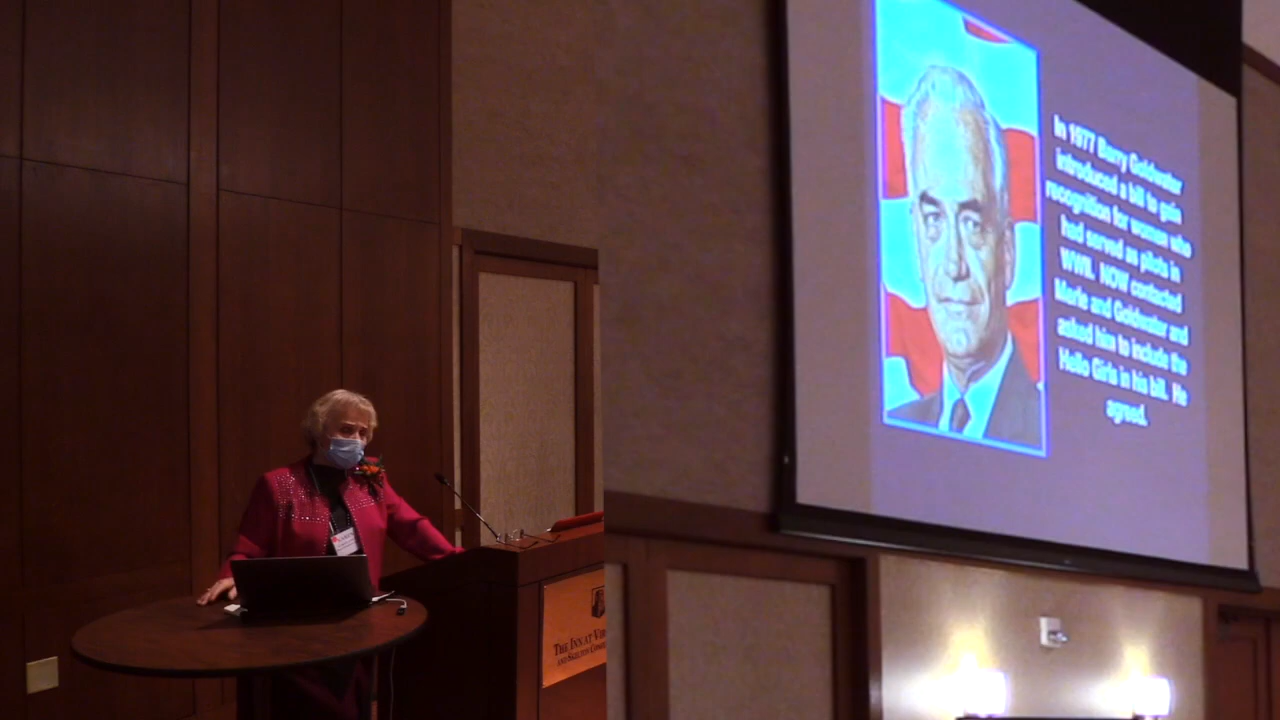 In 1977 Barry Goldwater
introduced a bill to gain
recognition for women who
had served as pilots in
WWII. NOW contacted
Merle and Goldwater and
asked him to include the
Hello Girls in his bill. He
agreed.
THE INN AT
AND SKELTON